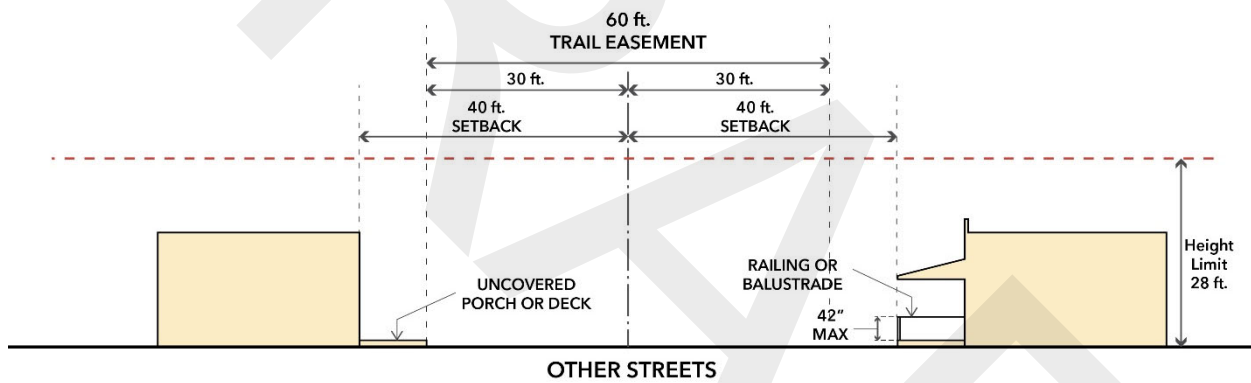 60 ft.
TRAIL EASEMENT
30 ft.
30 ft.
40 ft.
SETBACK
40 ft.
SETBACK
UNCOVERED
PORCH OR DECK
RAILING OR
BALUSTRADE
42”
MAX
Height
Limit
28 ft.
OTHER STREETS